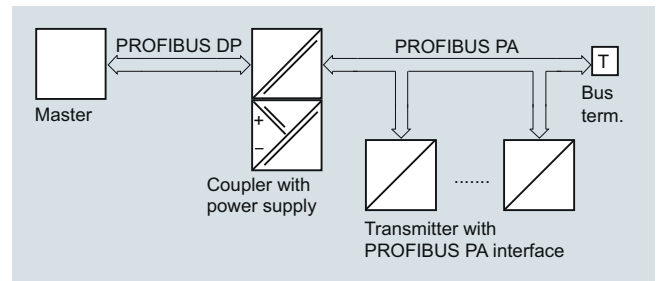 PROFIBUS DP
PROFIBUS PA
T
Master
Bus
term.
+
–
Coupler with
power supply
.......
Transmitter with
PROFIBUS PA interface